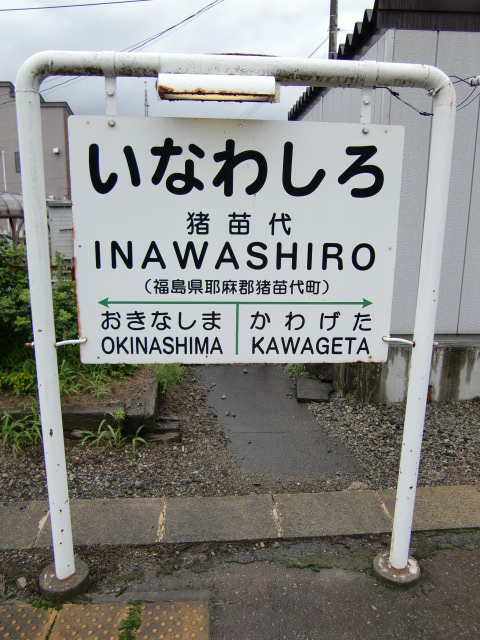 いなわしろ
猪苗代
INAWASHIRO
（福島県耶麻郡猪苗代町）
おきなしま かわげた
OKINASHIMA KAWAGETA